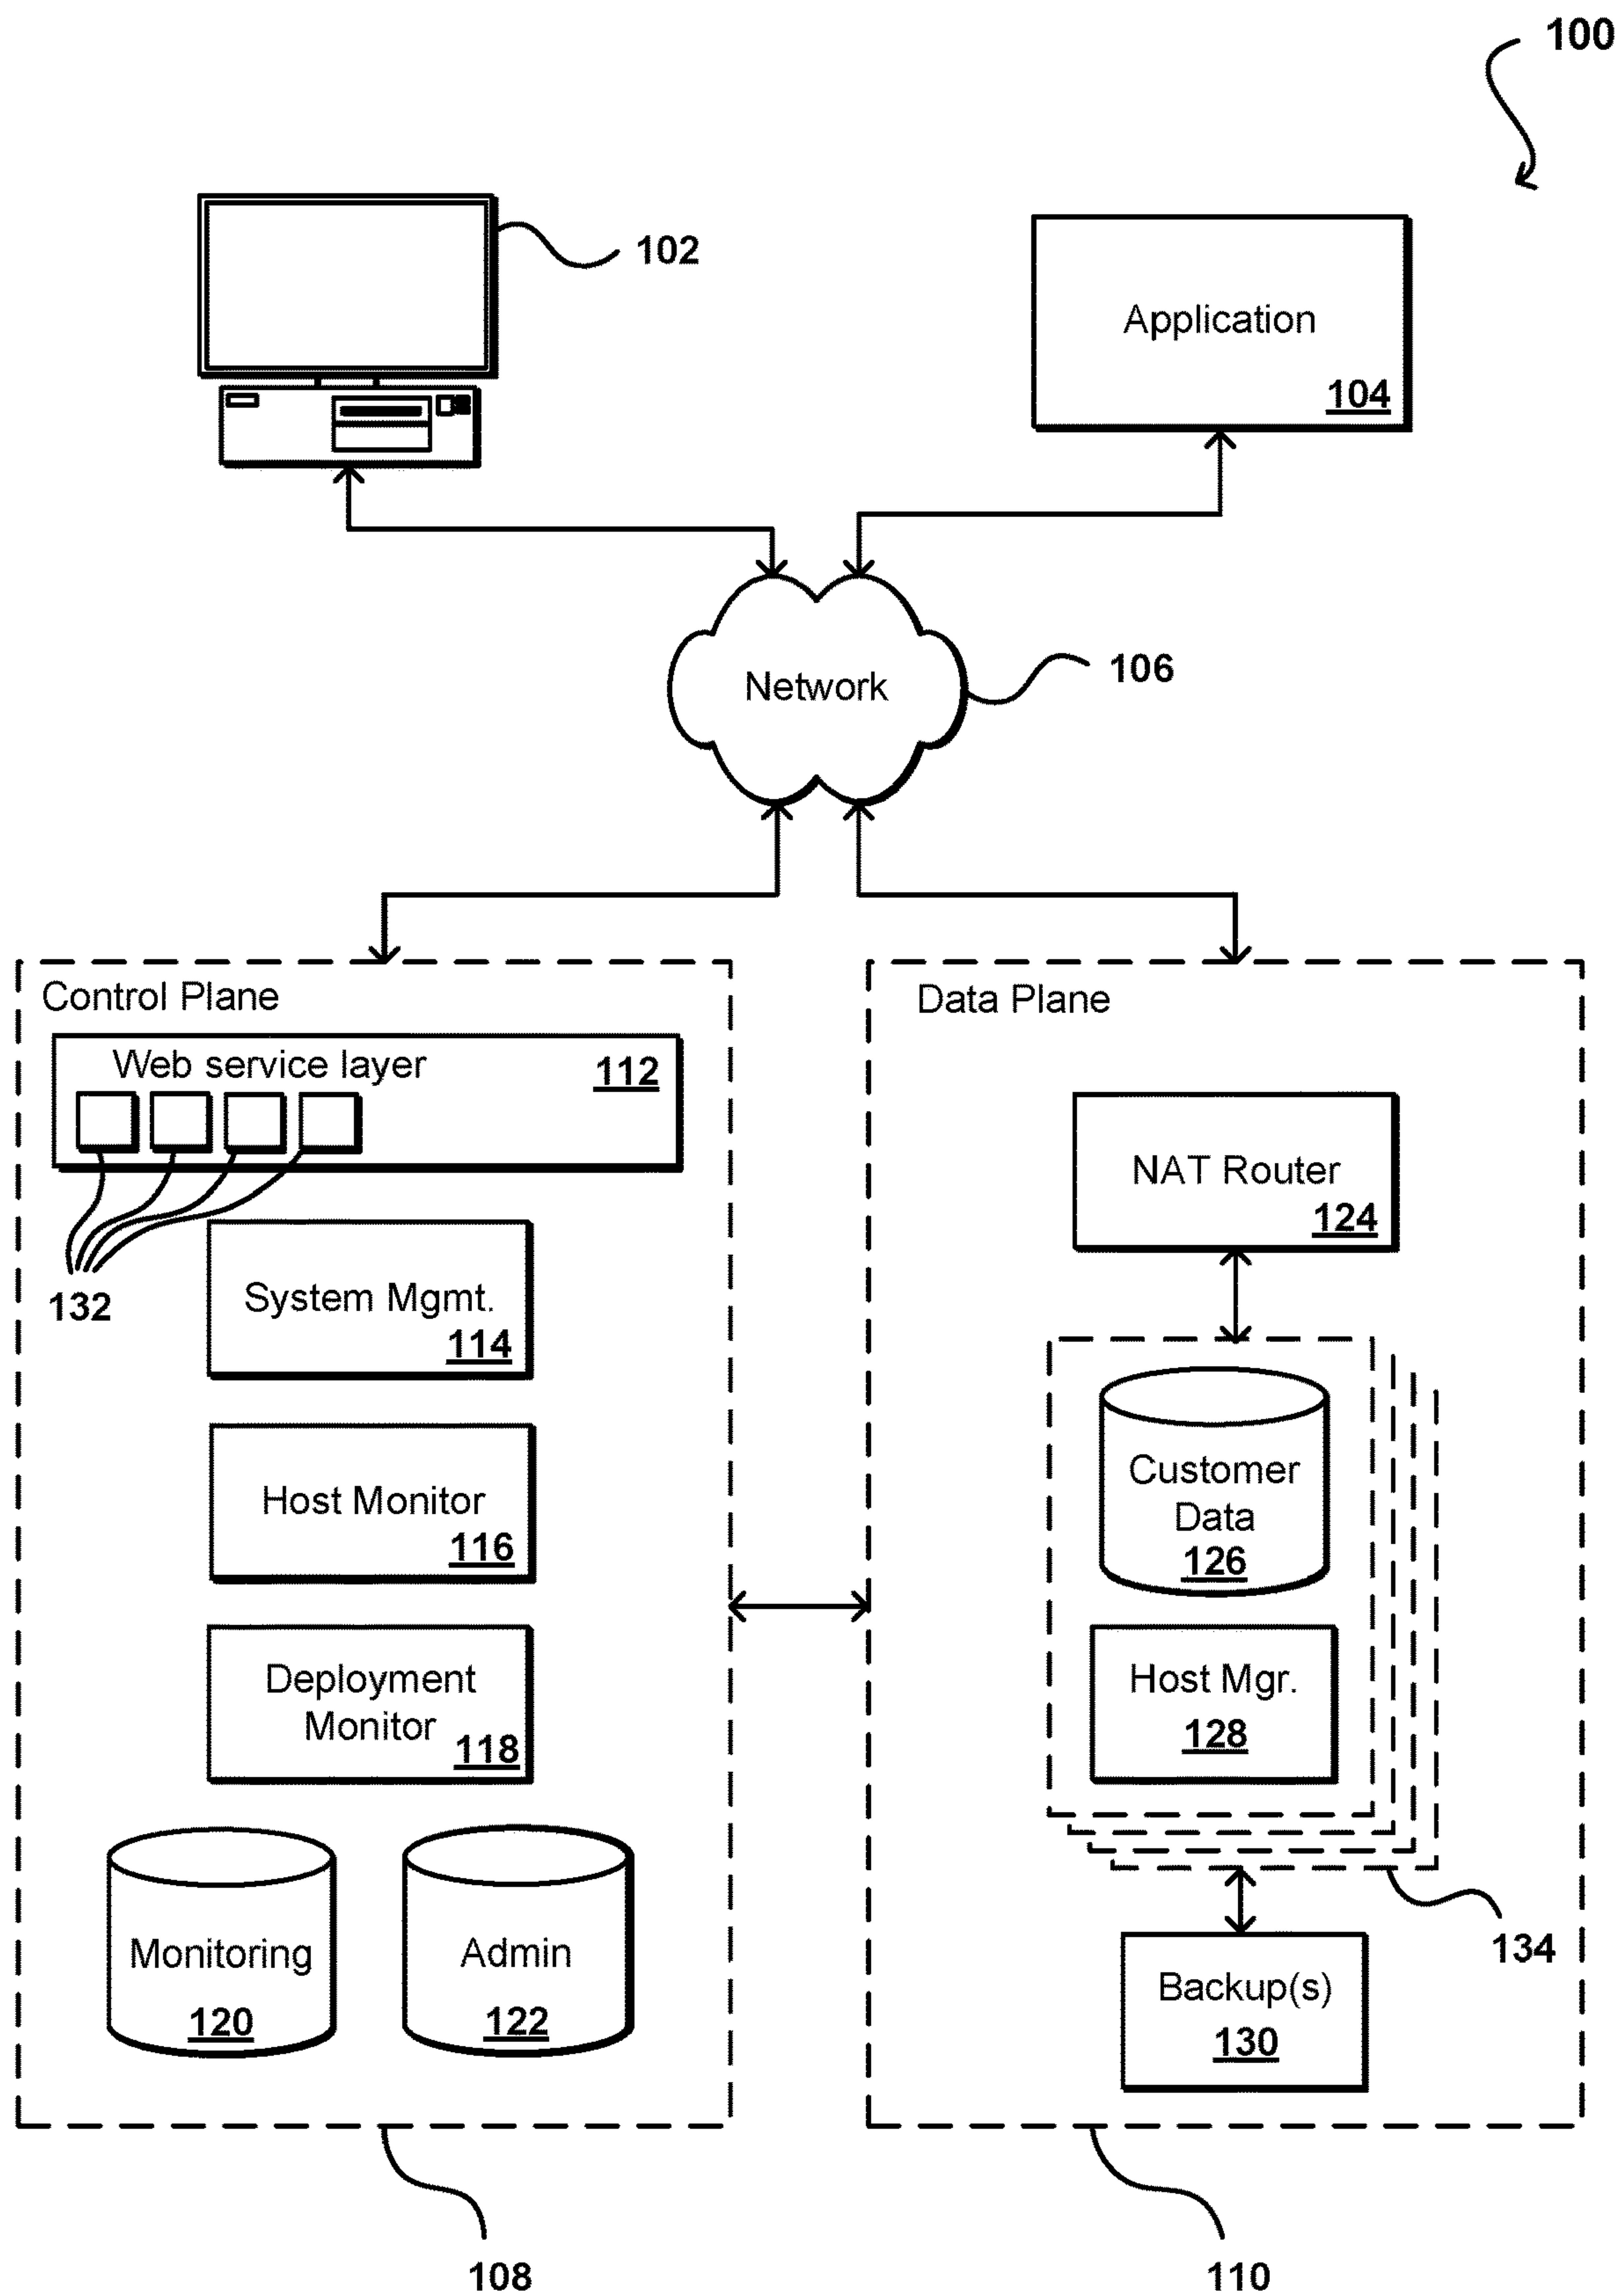 100
102
Application
104
Network
106
Control Plane
Web service layer
112
132
System Mgmt.
114
Host Monitor
116
Deployment
Monitor
118
Monitoring
120
Admin
122
108
Data Plane
NAT Router
124
Customer
Data
126
Host Mgr.
128
134
Backup(s)
130
110